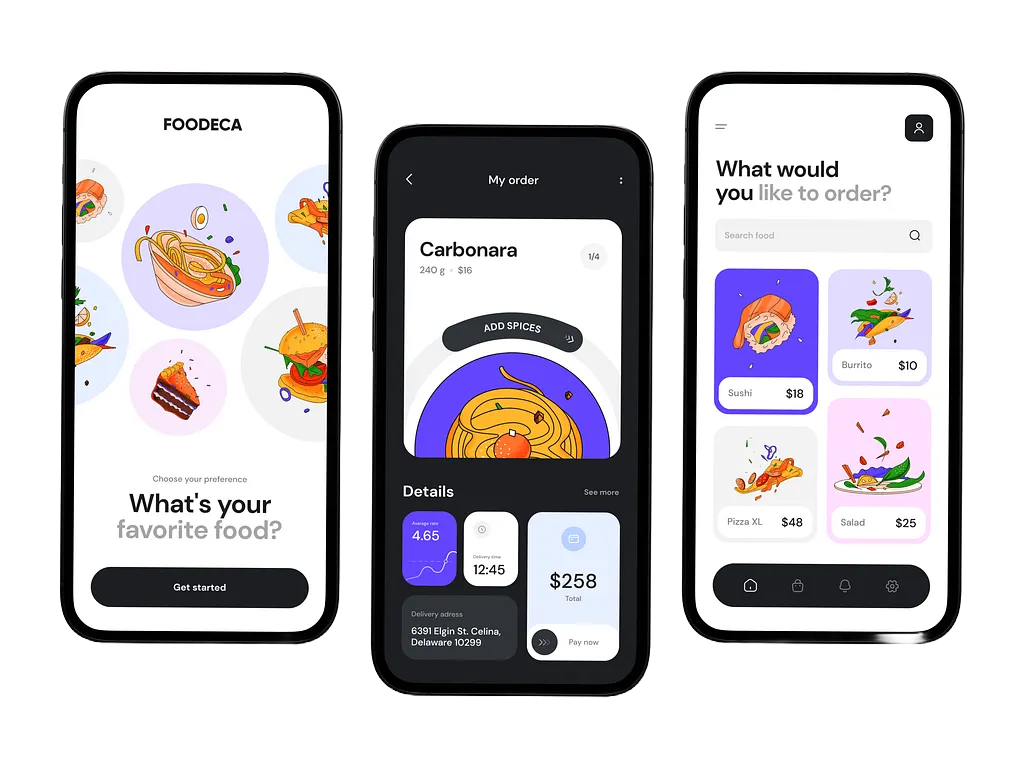 FOODECA
Choose your preference
What's your
favorite food?
Get started
My order
Carbonara
240 g • $16
1/4
ADD SPICES
Details
See more
Avarage rate
4.65
Delivery time
12:45
$258
Total
Delivery adress
6391 Elgin St. Celina,
Delaware 10299
Pay now
What would
you like to order?
Search food
Sushi $18
Burrito $10
Pizza XL $48
Salad $25